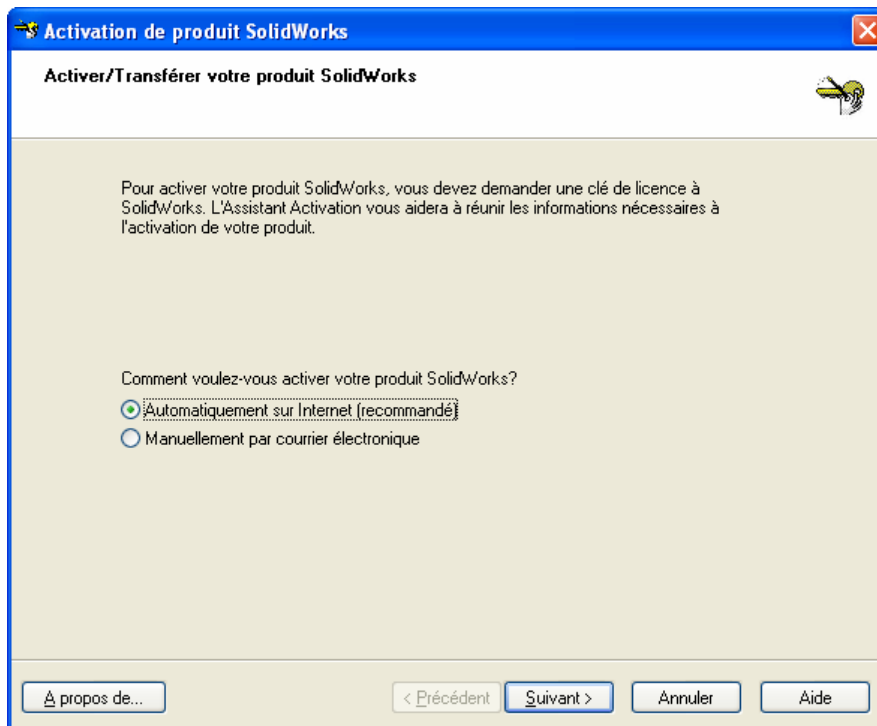 Activation de produit SolidWorks
Activer/Transférer votre produit SolidWorks
Pour activer votre produit SolidWorks, vous devez demander une clé de licence à
SolidWorks. L'Assistant Activation vous aidera à réunir les informations nécessaires à
l'activation de votre produit.
Comment voulez-vous activer votre produit SolidWorks?
Automatiquement sur Internet (recommandé)
Manuellement par courrier électronique
A propos de...
< Précédent
Suivant >
Annuler
Aide